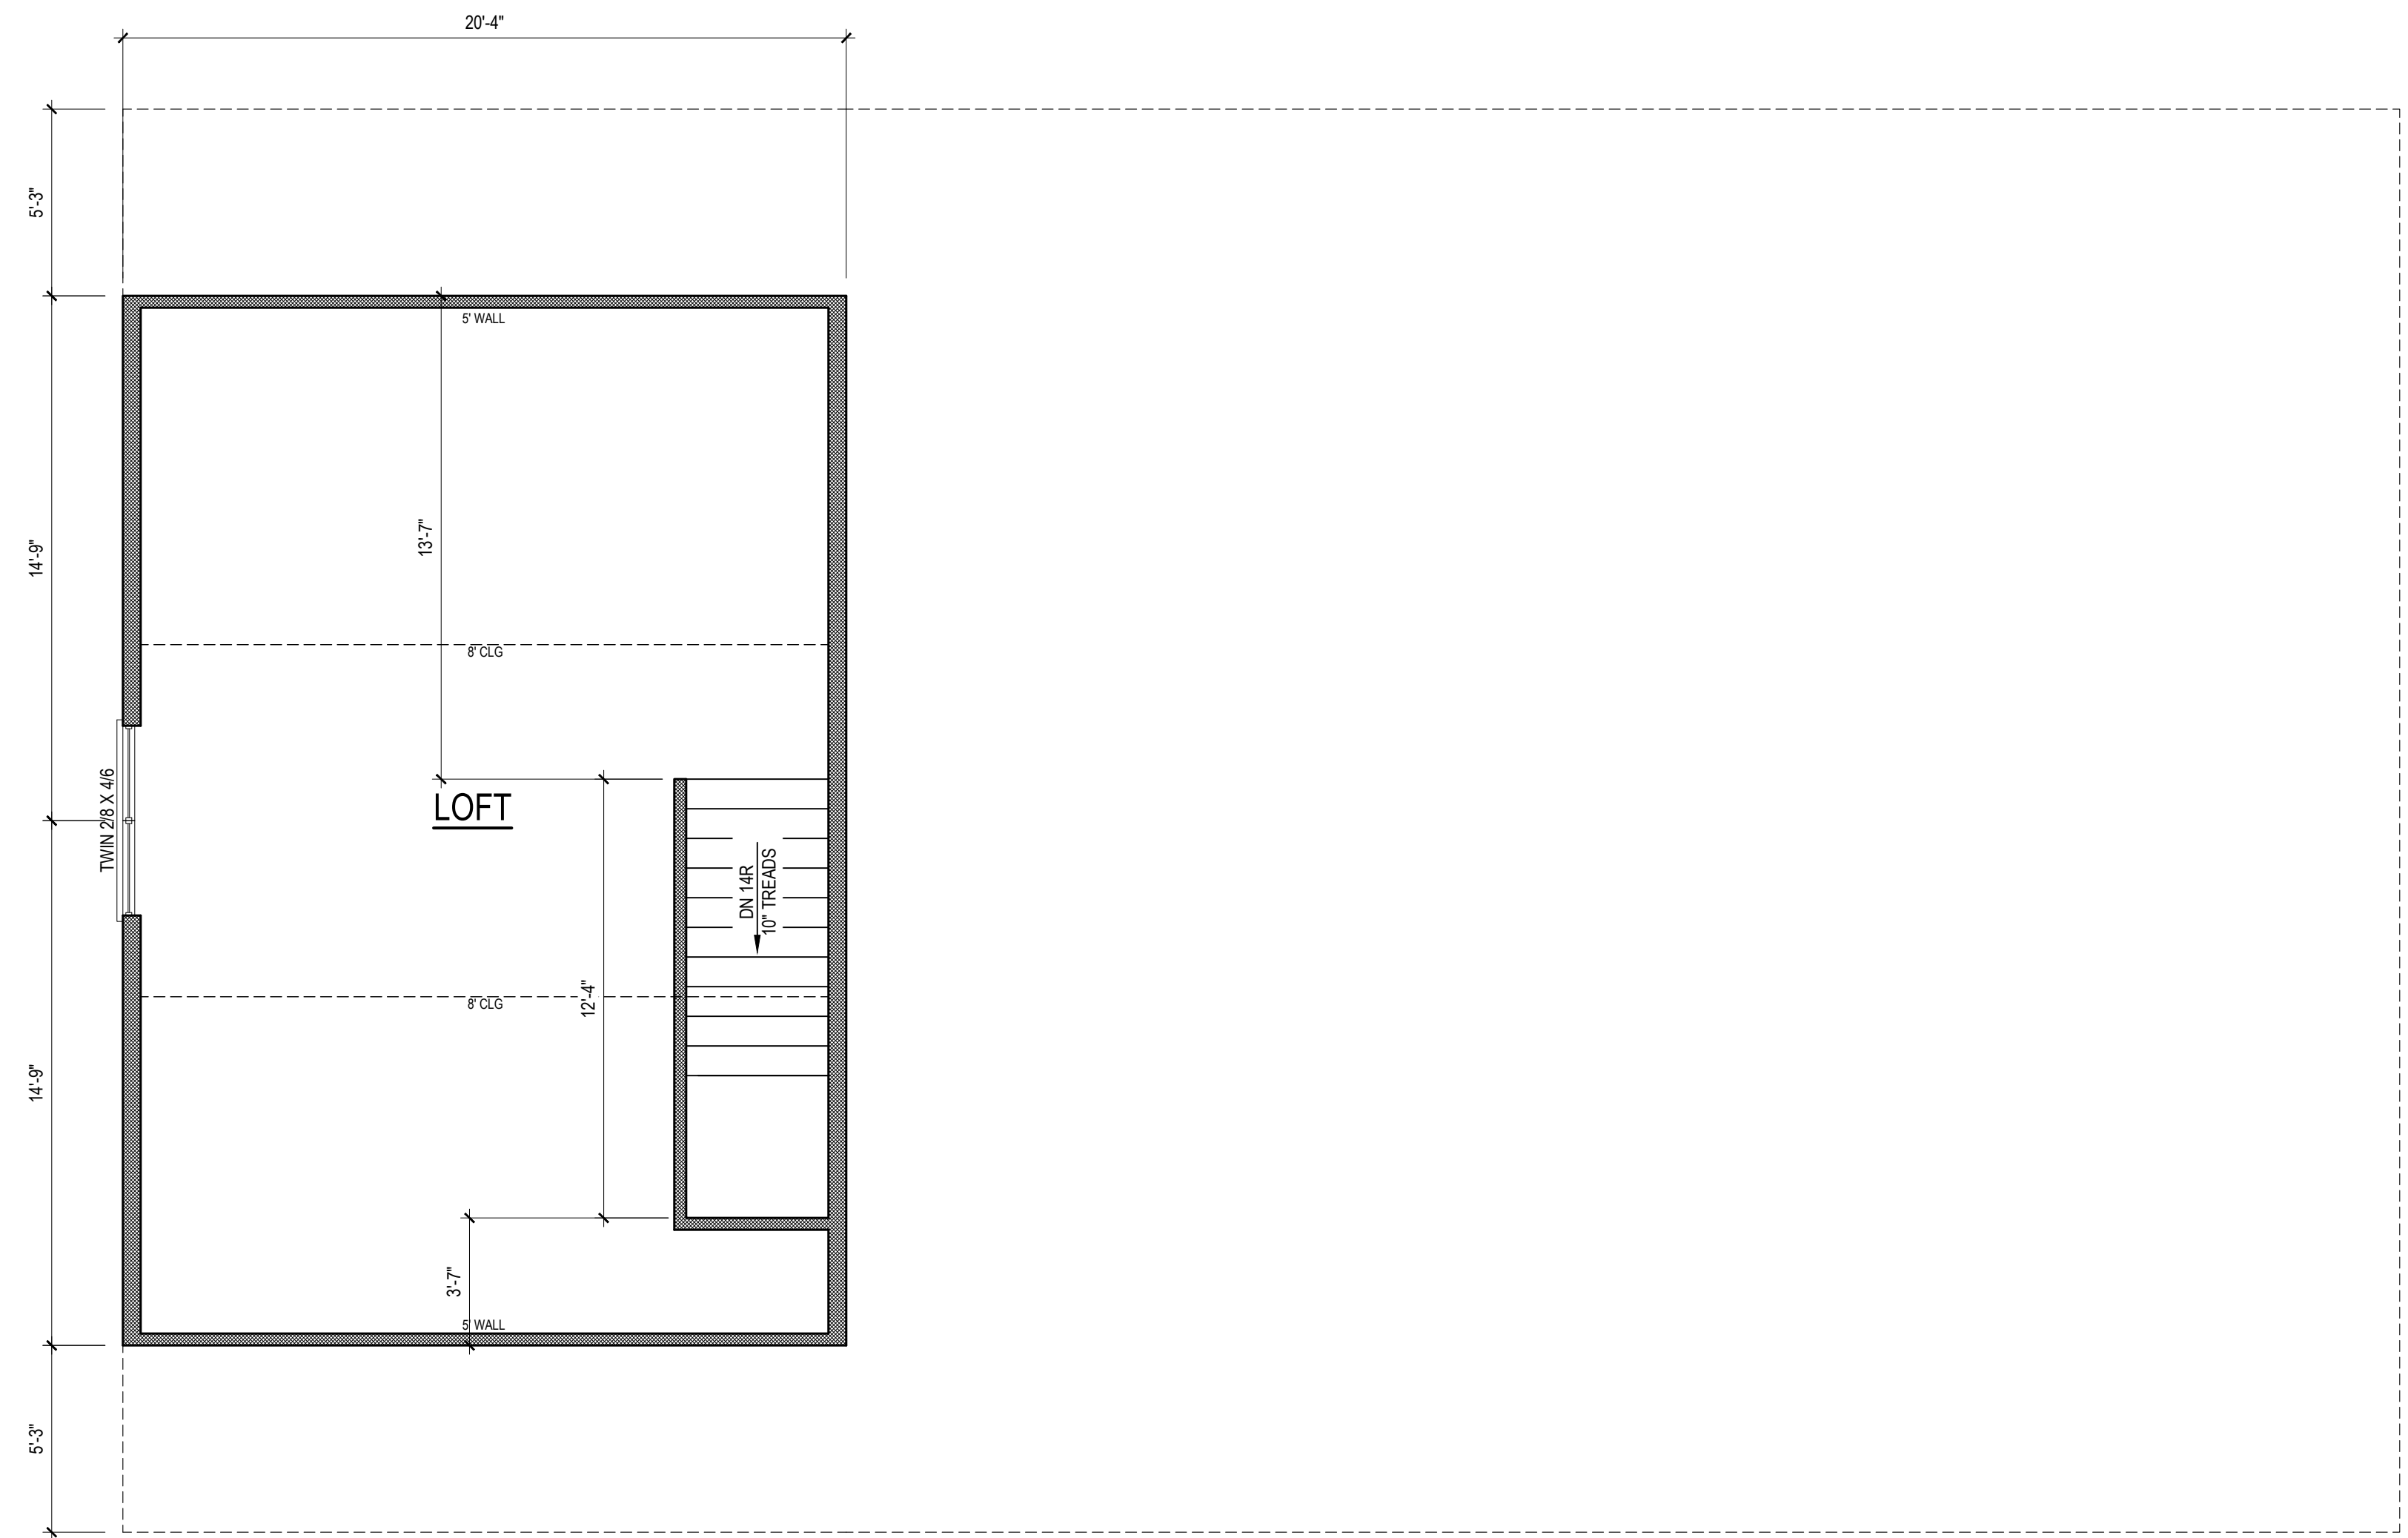 20'-4"
5'-3"
5' WALL
13'-7"
14'-9"
8' CLG
TWIN 2/8 X 4/6
LOFT
DN 14R
10" TREADS
8' CLG
12'-4"
14'-9"
3'-7"
5' WALL
5'-3"